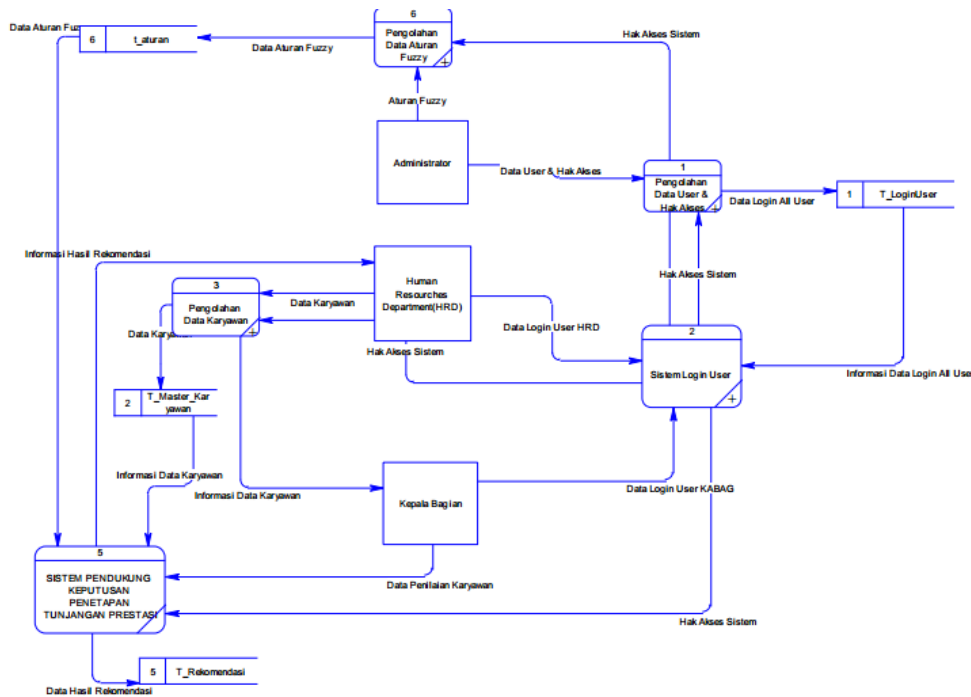 6
Data Aturan Fuz
6
t_aturan
Pengolahan
Data Aturan
Fuzzy
Data Aturan Fuzzy
Hak Akses Sistem
Aturan Fuzzy
Administrator
Data User & Hak Akses
1
Pengolahan
Data User &
Hak Akses
Data Login All User
1
T_LoginUser
Informasi Hasil Rekomendasi
Human
Resourches
Department(HRD)
3
Pengolahan
Data Karyawan
Data Karyawan
Data Karyawan
Hak Akses Sistem
Data Login User HRD
Hak Akses Sistem
2
Sistem Login User
Informasi Data Login All User
2
T_Master_Kar
yawan
Informasi Data Karyawan
Informasi Data Karyawan
Kepala Bagian
Data Login User KABAG
5
SISTEM PENDUKUNG
KEPUTUSAN
PENETAPAN
TUNJANGAN PRESTASI
Data Penilaian Karyawan
Hak Akses Sistem
5
T_Rekomendasi
Data Hasil Rekomendasi